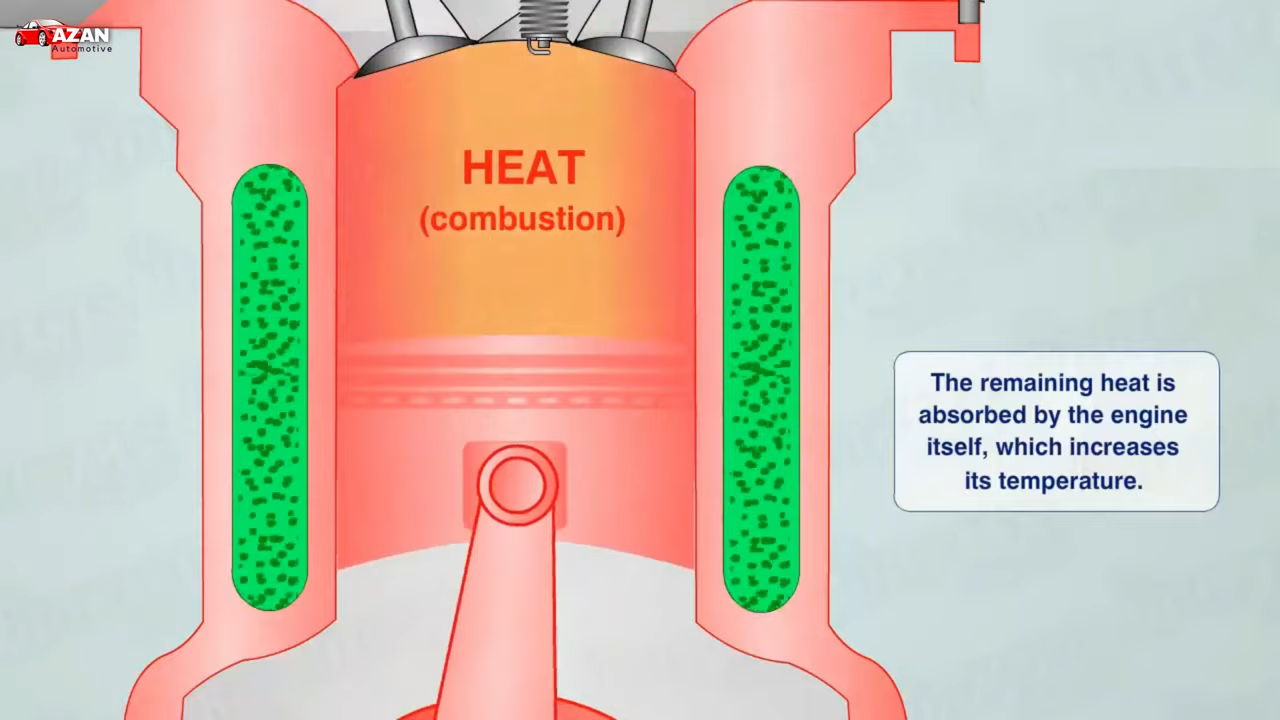 AZAN
Automotive
HEAT
(combustion)
The remaining heat is
absorbed by the engine
itself, which increases
its temperature.